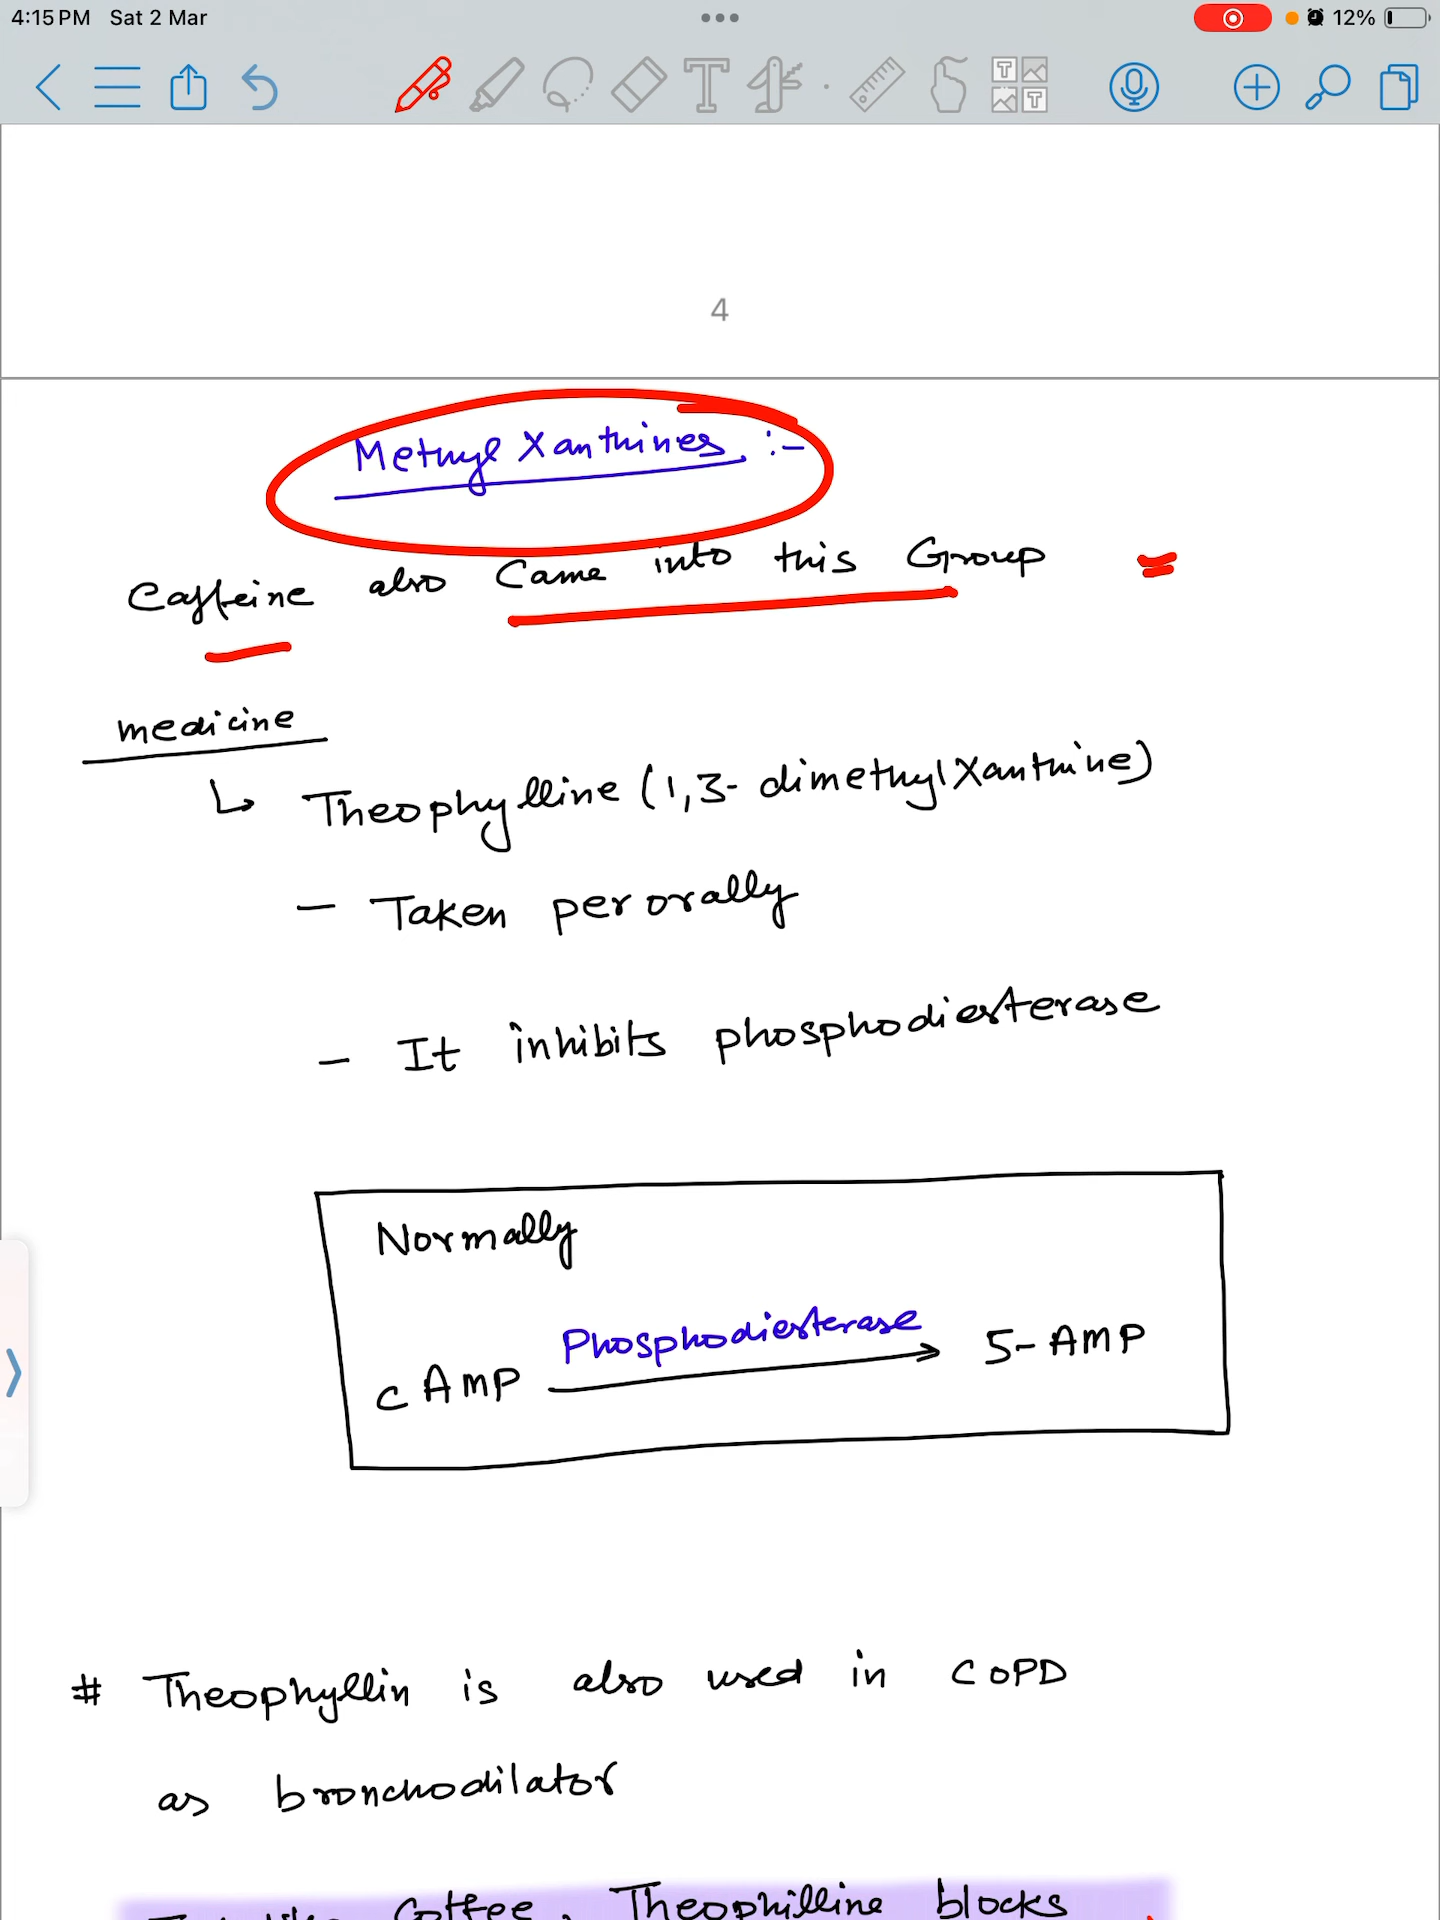 4:15 PM Sat 2 Mar
12%
4
Methyl Xanthines :-
Caffeine also Came into this Group
medicine
↳ Theophylline (1,3- dimethylXanthine)
- Taken per orally
- It inhibits phosphodiesterase
Normally
Phosphodiesterase
cAMP → 5-AMP
# Theophyllin is also used in COPD
as bronchodilator
Coffee, Theophilline blocks